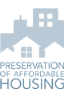 PRESERVATION
OF AFFORDABLE
HOUSING